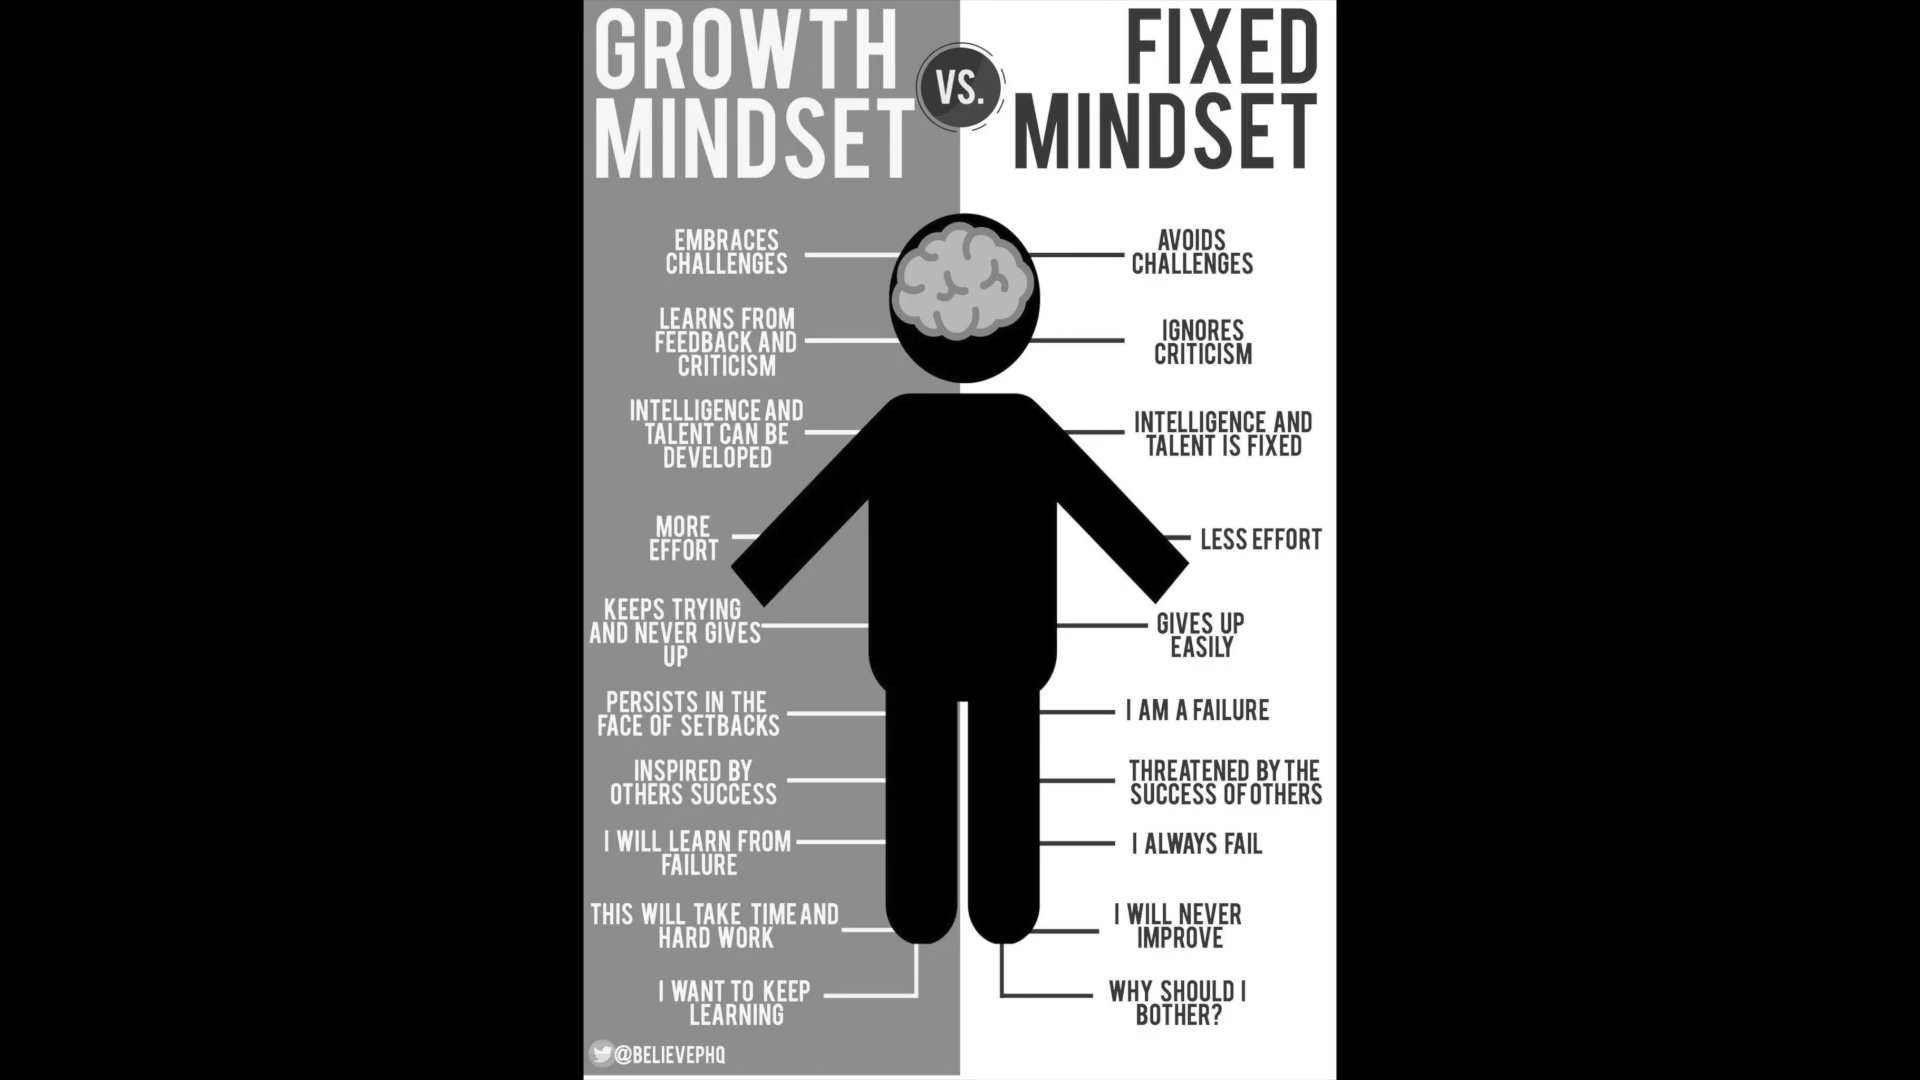 GROWTH
MINDSET
VS.
FIXED
MINDSET
EMBRACES
CHALLENGES
LEARNS FROM
FEEDBACK AND
CRITICISM
INTELLIGENCE AND
TALENT CAN BE
DEVELOPED
MORE
EFFORT
KEEPS TRYING
AND NEVER GIVES
UP
PERSISTS IN THE
FACE OF SETBACKS
INSPIRED BY
OTHERS SUCCESS
I WILL LEARN FROM
FAILURE
THIS WILL TAKE TIME AND
HARD WORK
I WANT TO KEEP
LEARNING
@BELIEVEPHQ
AVOIDS
CHALLENGES
IGNORES
CRITICISM
INTELLIGENCE AND
TALENT IS FIXED
LESS EFFORT
GIVES UP
EASILY
I AM A FAILURE
THREATENED BY THE
SUCCESS OF OTHERS
I ALWAYS FAIL
I WILL NEVER
IMPROVE
WHY SHOULD I
BOTHER?